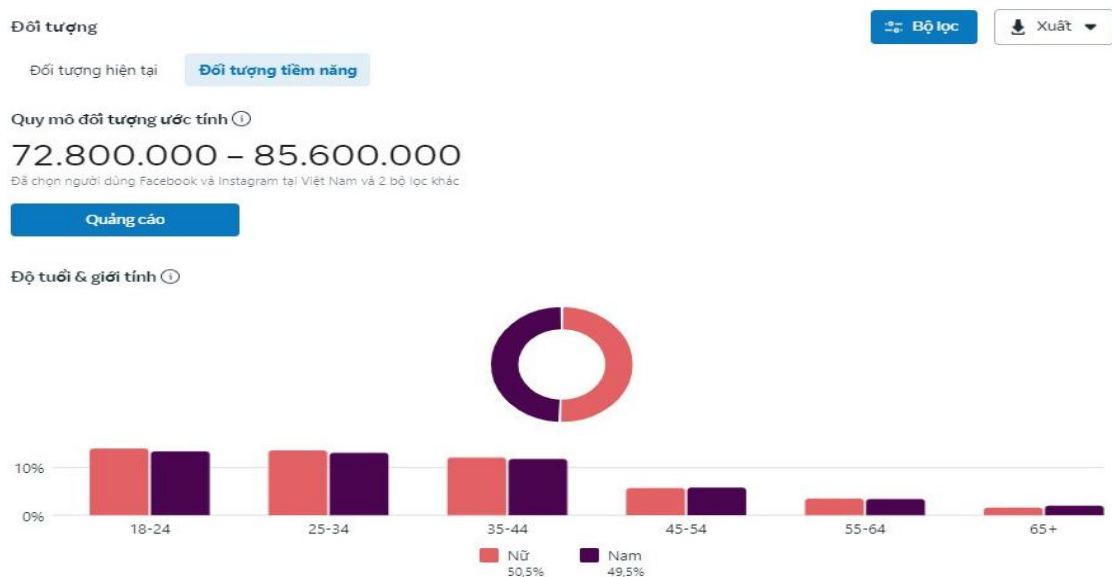 Đối tượng
Bộ lọc
Xuất
Đối tượng hiện tại
Đối tượng tiềm năng
Quy mô đối tượng ước tính
72.800.000 – 85.600.000
Đã chọn người dùng Facebook và Instagram tại Việt Nam và 2 bộ lọc khác
Quảng cáo
Độ tuổi & giới tính
10%
0%
18-24 25-34 35-44 45-54 55-64 65+
Nữ Nam
50,5% 49,5%